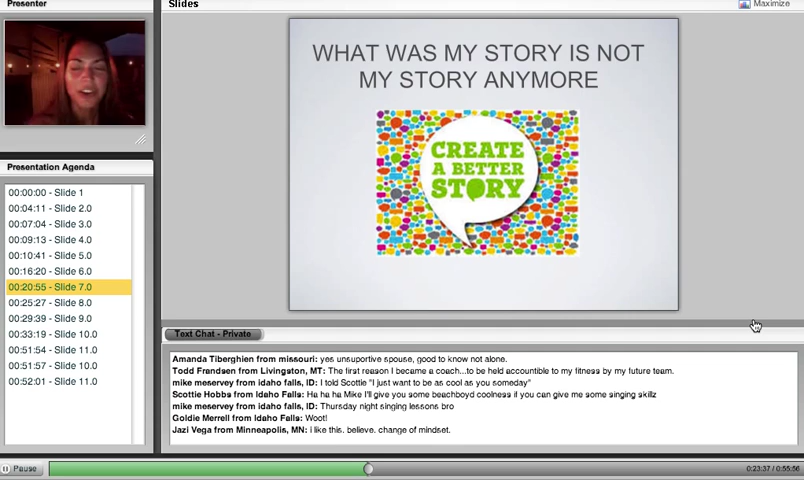 Presenter
Slides
Maximize
WHAT WAS MY STORY IS NOT
MY STORY ANYMORE
CREATE
A BETTER
STORY
Presentation Agenda
00:00:00 - Slide 1
00:04:11 - Slide 2.0
00:07:04 - Slide 3.0
00:09:13 - Slide 4.0
00:10:41 - Slide 5.0
00:16:20 - Slide 6.0
00:20:55 - Slide 7.0
00:25:27 - Slide 8.0
00:29:39 - Slide 9.0
00:33:19 - Slide 10.0
00:51:54 - Slide 11.0
00:51:57 - Slide 10.0
00:52:01 - Slide 11.0
Text Chat - Private
Amanda Tiberghien from missouri: yes unsuportive spouse, good to know not alone.
Todd Frandsen from Livingston, MT: The first reason I became a coach...to be held accountible to my fitness by my future team.
mike meservey from idaho falls, ID: I told Scottie "I just want to be as cool as you someday"
Scottie Hobbs from Idaho Falls: Ha ha ha Mike I'll give you some beachboyd coolness if you can give me some singing skillz
mike meservey from idaho falls, ID: Thursday night singing lessons bro
Goldie Merrell from Idaho Falls: Woot!
Jazi Vega from Minneapolis, MN: i like this. believe. change of mindset.
Pause
0:23:37 / 0:55:56